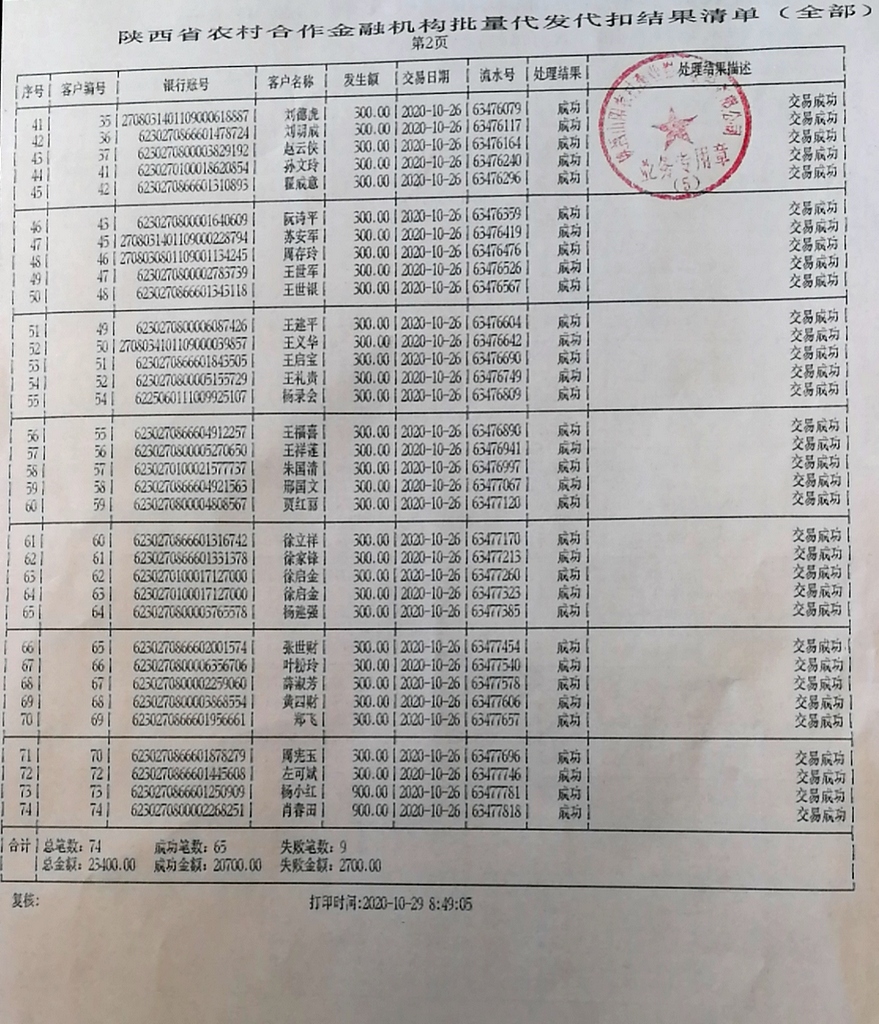 陕西省农村合作金融机构批量代发代扣结果清单（全部）
第2页
序号 客户编号 银行账号 客户名称 发生额 交易日期 流水号 处理结果 处理结果描述
41 35 2708031401109000618887 刘德虎 300.00 2020-10-26 63476079 成功 交易成功
42 36 6230270866601478724 刘明成 300.00 2020-10-26 63476117 成功 交易成功
43 37 6230270800003829192 赵云侠 300.00 2020-10-26 63476164 成功 交易成功
44 41 6230270100018620854 孙文玲 300.00 2020-10-26 63476240 成功 交易成功
45 42 6230270866601310893 翟成意 300.00 2020-10-26 63476296 成功 交易成功
46 43 6230270800001640609 阮诗平 300.00 2020-10-26 63476359 成功 交易成功
47 45 2708031401109000228794 苏安军 300.00 2020-10-26 63476419 成功 交易成功
48 46 2708030801109001134245 周存玲 300.00 2020-10-26 63476476 成功 交易成功
49 47 6230270800002783739 王世军 300.00 2020-10-26 63476526 成功 交易成功
50 48 6230270866601343118 王世银 300.00 2020-10-26 63476567 成功 交易成功
51 49 6230270800006087426 王建平 300.00 2020-10-26 63476604 成功 交易成功
52 50 2708034101109000039857 王义华 300.00 2020-10-26 63476642 成功 交易成功
53 51 6230270866601843505 王启宝 300.00 2020-10-26 63476690 成功 交易成功
54 52 6230270800005155729 王礼贵 300.00 2020-10-26 63476749 成功 交易成功
55 54 6225060111009925107 杨录会 300.00 2020-10-26 63476809 成功 交易成功
56 55 6230270866604912257 王福喜 300.00 2020-10-26 63476890 成功 交易成功
57 56 6230270800005270650 王祥莲 300.00 2020-10-26 63476941 成功 交易成功
58 57 6230270100021577737 朱国清 300.00 2020-10-26 63476997 成功 交易成功
59 58 6230270866604921563 邢国文 300.00 2020-10-26 63477067 成功 交易成功
60 59 6230270800004808567 贾红丽 300.00 2020-10-26 63477120 成功 交易成功
61 60 6230270866601316742 徐立祥 300.00 2020-10-26 63477170 成功 交易成功
62 61 6230270866601331378 徐家锋 300.00 2020-10-26 63477213 成功 交易成功
63 62 6230270100017127000 徐启金 300.00 2020-10-26 63477260 成功 交易成功
64 63 6230270100017127000 徐启金 300.00 2020-10-26 63477323 成功 交易成功
65 64 6230270800003765578 杨建强 300.00 2020-10-26 63477385 成功 交易成功
66 65 6230270866602001574 张世财 300.00 2020-10-26 63477454 成功 交易成功
67 66 6230270800006356706 叶粉玲 300.00 2020-10-26 63477540 成功 交易成功
68 67 6230270800002259060 薛淑芳 300.00 2020-10-26 63477578 成功 交易成功
69 68 6230270800003868554 黄四财 300.00 2020-10-26 63477606 成功 交易成功
70 69 6230270866601956661 郑飞 300.00 2020-10-26 63477657 成功 交易成功
71 70 6230270866601878279 周宪玉 300.00 2020-10-26 63477696 成功 交易成功
72 72 6230270866601445608 左可斌 300.00 2020-10-26 63477746 成功 交易成功
73 73 6230270866601250909 杨小红 900.00 2020-10-26 63477781 成功 交易成功
74 74 6230270800002268251 肖春田 900.00 2020-10-26 63477818 成功 交易成功
合计 总笔数：74 成功笔数：65 失败笔数：9
总金额：23400.00 成功金额：20700.00 失败金额：2700.00
复核： 打印时间:2020-10-29 8:49:05
业务专用章
(5)